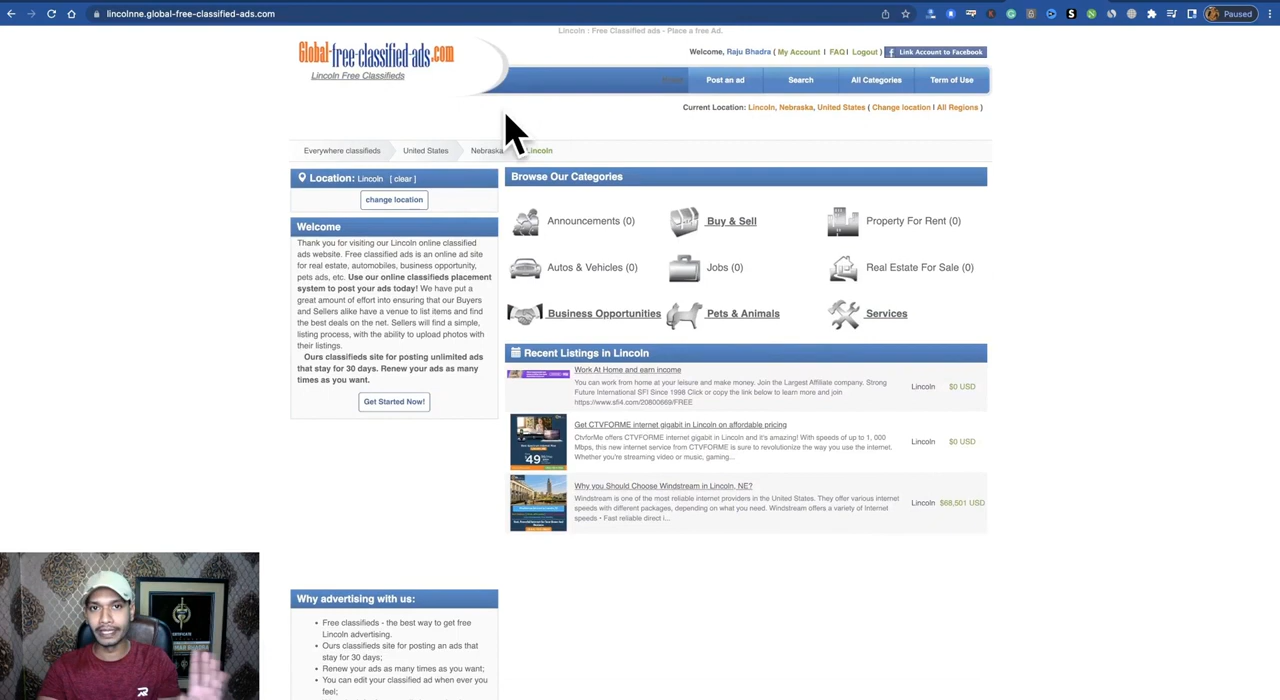 lincolnne.global-free-classified-ads.com
Paused
Lincoln : Free Classified ads - Place a free Ad.
Global-free-classified-ads.com
Lincoln Free Classifieds
Welcome, Raju Bhadra ( My Account | FAQ | Logout )
Link Account to Facebook
Post an ad
Search
All Categories
Term of Use
Current Location: Lincoln, Nebraska, United States ( Change location | All Regions )
Everywhere classifieds
United States
Nebraska
Lincoln
Location: Lincoln [ clear ]
change location
Welcome
Thank you for visiting our Lincoln online classified
ads website. Free classified ads is an online ad site
for real estate, automobiles, business opportunity,
pets ads, etc. Use our online classifieds placement
system to post your ads today! We have put a
great amount of effort into ensuring that our Buyers
and Sellers alike have a venue to list items and find
the best deals on the net. Sellers will find a simple,
listing process, with the ability to upload photos with
their listings.
Ours classifieds site for posting unlimited ads
that stay for 30 days. Renew your ads as many
times as you want.
Get Started Now!
Browse Our Categories
Announcements (0)
Buy & Sell
Property For Rent (0)
Autos & Vehicles (0)
Jobs (0)
Real Estate For Sale (0)
Business Opportunities
Pets & Animals
Services
Recent Listings in Lincoln
Work At Home and earn income
You can work from home at your leisure and make money. Join the Largest Affiliate company. Strong
Future International SFI Since 1998 Click or copy the link below to learn more and join
https://www.sfi4.com/20800669/FREE
Lincoln
$0 USD
Get CTVFORME internet gigabit in Lincoln on affordable pricing
CtvforMe offers CTVFORME internet gigabit in Lincoln and it's amazing! With speeds of up to 1, 000
Mbps, this new internet service from CTVFORME is sure to revolutionize the way you use the internet.
Whether you're streaming video or music, gaming...
Lincoln
$0 USD
$49
Why you Should Choose Windstream in Lincoln, NE?
Windstream is one of the most reliable internet providers in the United States. They offer various internet
speeds with different packages, depending on what you need. Windstream offers a variety of Internet
speeds • Fast reliable direct i...
Lincoln
$68,501 USD
Why advertising with us:
• Free classifieds - the best way to get free
Lincoln advertising.
• Ours classifieds site for posting an ads that
stay for 30 days;
• Renew your ads as many times as you want;
• You can edit your classified ad when ever you
feel;